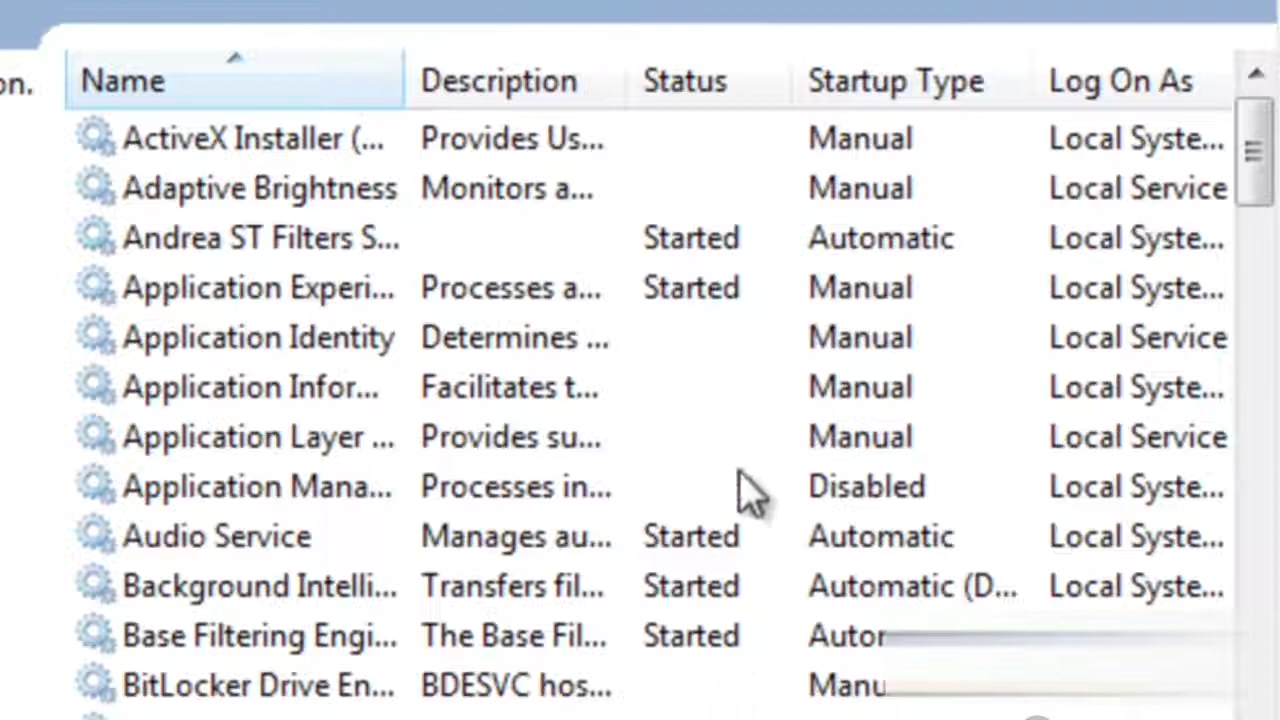 on.
Name Description Status Startup Type Log On As
ActiveX Installer (... Provides Us... Manual Local Syste...
Adaptive Brightness Monitors a... Manual Local Service
Andrea ST Filters S... Started Automatic Local Syste...
Application Experi... Processes a... Started Manual Local Syste...
Application Identity Determines ... Manual Local Service
Application Infor... Facilitates t... Manual Local Syste...
Application Layer ... Provides su... Manual Local Service
Application Mana... Processes in... Disabled Local Syste...
Audio Service Manages au... Started Automatic Local Syste...
Background Intelli... Transfers fil... Started Automatic (D... Local Syste...
Base Filtering Engi... The Base Fil... Started Autor
BitLocker Drive En... BDESVC hos... Manu